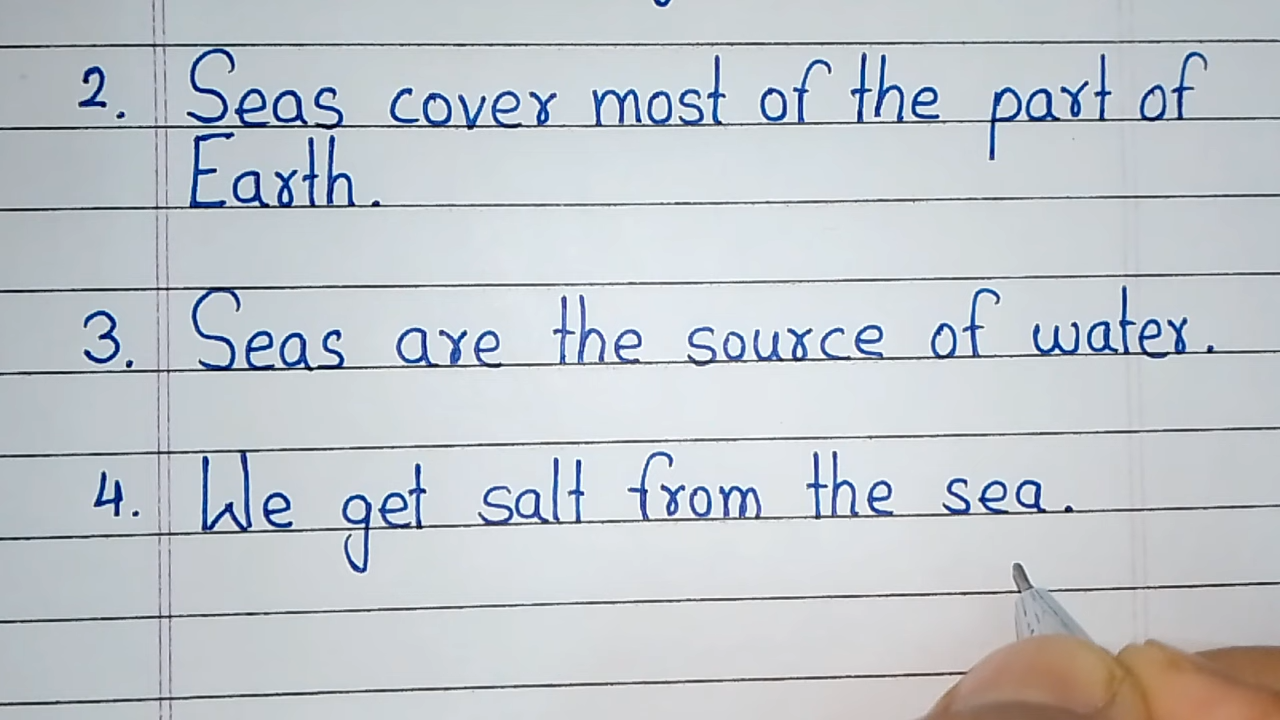 2. Seas cover most of the part of
Earth.
3. Seas are the source of water.
4. We get salt from the sea.